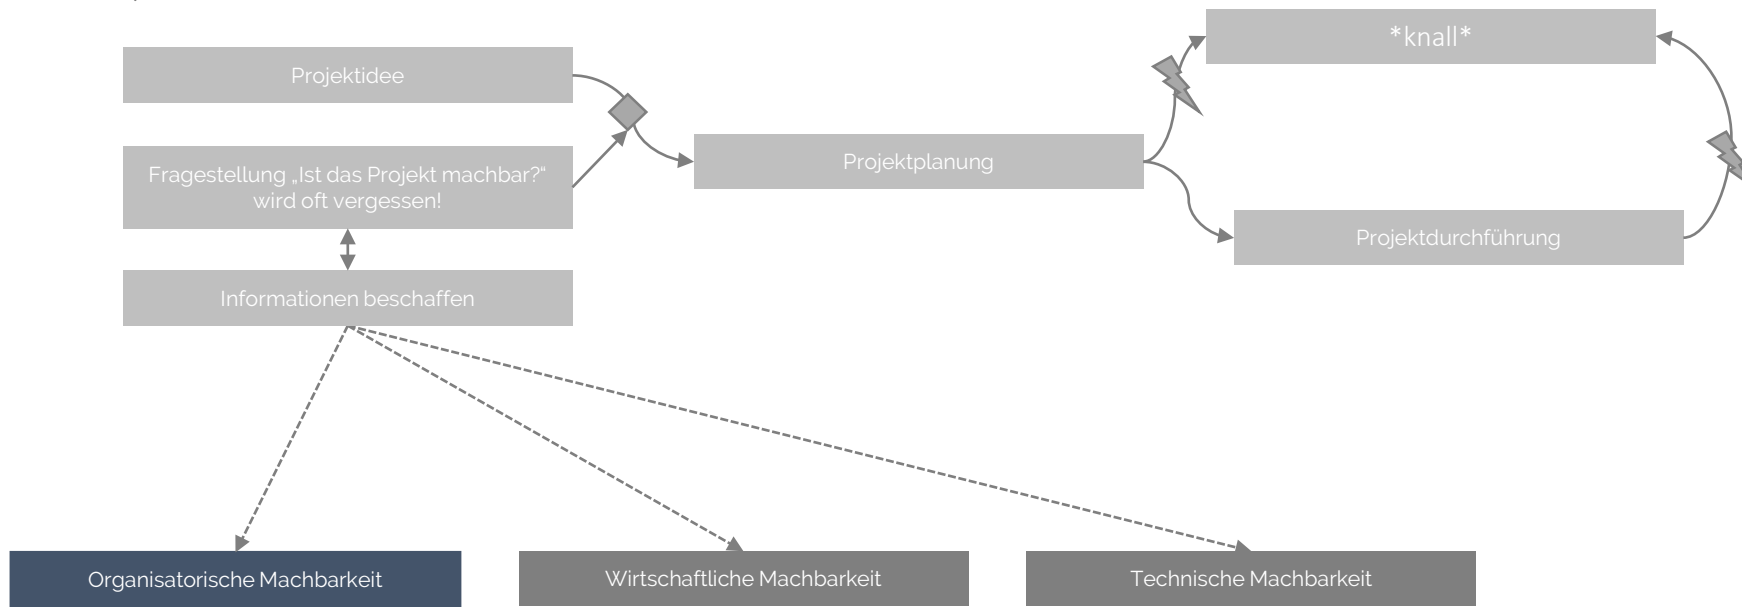 *knall*
Projektidee
Projektplanung
Fragestellung „Ist das Projekt machbar?“
wird oft vergessen!
Projektdurchführung
Informationen beschaffen
Organisatorische Machbarkeit
Wirtschaftliche Machbarkeit
Technische Machbarkeit